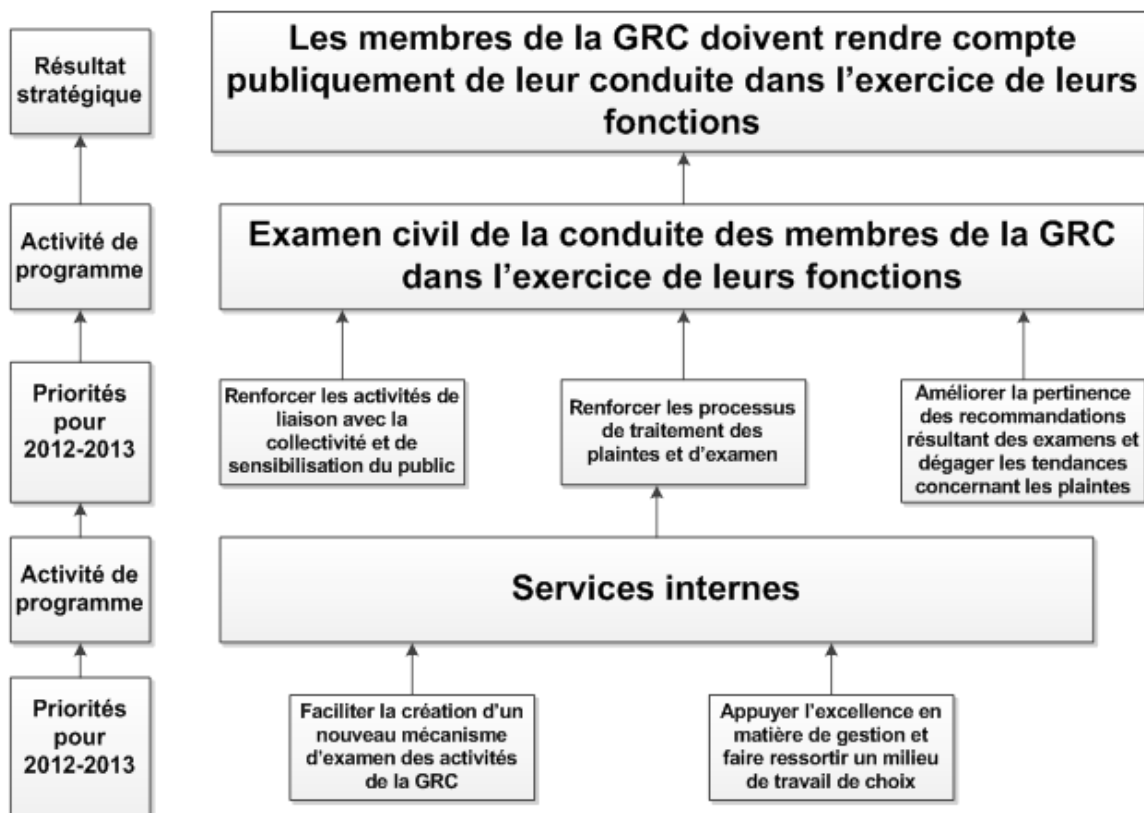 Résultat
stratégique
Les membres de la GRC doivent rendre compte
publiquement de leur conduite dans l'exercice de leurs
fonctions
Activité de
programme
Examen civil de la conduite des membres de la GRC
dans l'exercice de leurs fonctions
Priorités
pour
2012-2013
Renforcer les activités de
liaison avec la
collectivité et de
sensibilisation du public
Renforcer les processus
de traitement des
plaintes et d'examen
Améliorer la pertinence
des recommandations
résultant des examens et
dégager les tendances
concernant les plaintes
Activité de
programme
Services internes
Priorités
pour
2012-2013
Faciliter la création d'un
nouveau mécanisme
d'examen des activités
de la GRC
Appuyer l'excellence en
matière de gestion et
faire ressortir un milieu
de travail de choix